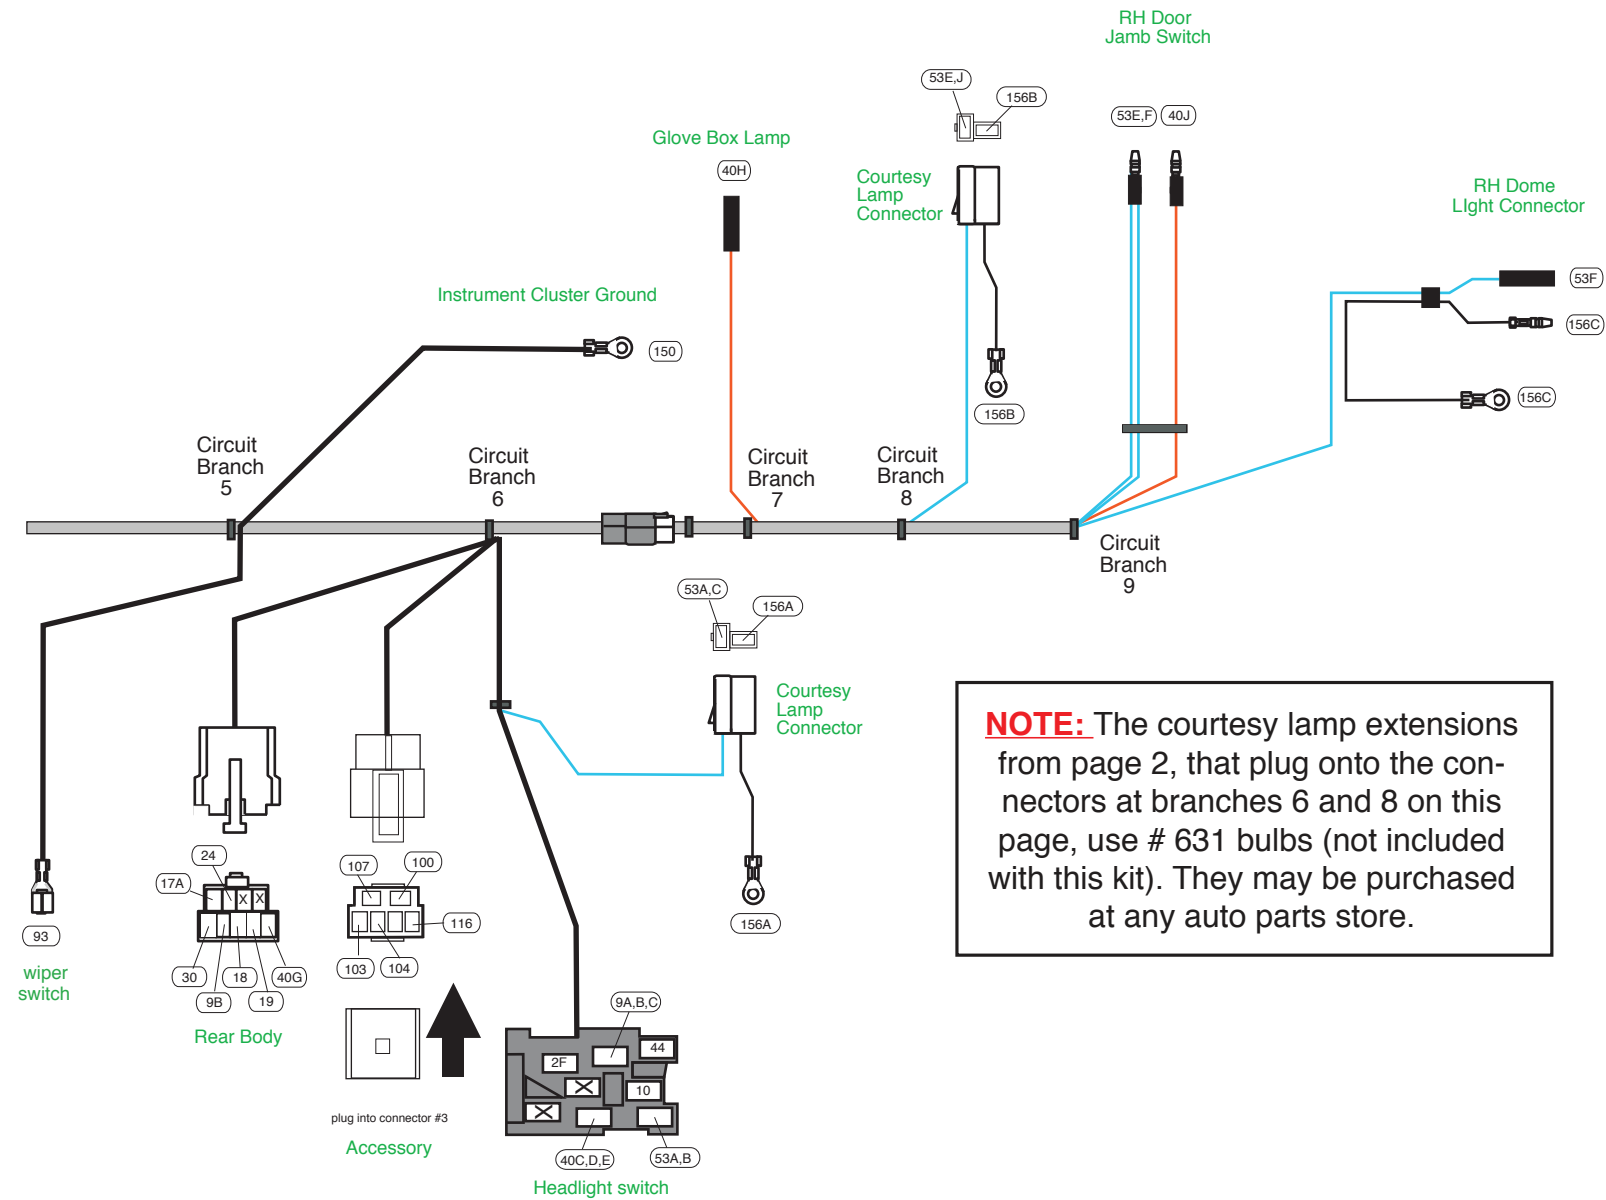 RH Door
Jamb Switch
53E,J
156B
53E,F
40J
Glove Box Lamp
40H
Courtesy
Lamp
Connector
RH Dome
LIght Connector
53F
156C
156C
Instrument Cluster Ground
150
156B
Circuit
Branch
5
Circuit
Branch
6
Circuit
Branch
7
Circuit
Branch
8
Circuit
Branch
9
53A,C
156A
Courtesy
Lamp
Connector
156A
NOTE: The courtesy lamp extensions
from page 2, that plug onto the con-
nectors at branches 6 and 8 on this
page, use # 631 bulbs (not included
with this kit). They may be purchased
at any auto parts store.
93
wiper
switch
24
17A
X
X
30
18
40G
9B
19
Rear Body
107
100
116
103
104
plug into connector #3
Accessory
9A,B,C
44
2F
10
40C,D,E
53A,B
Headlight switch